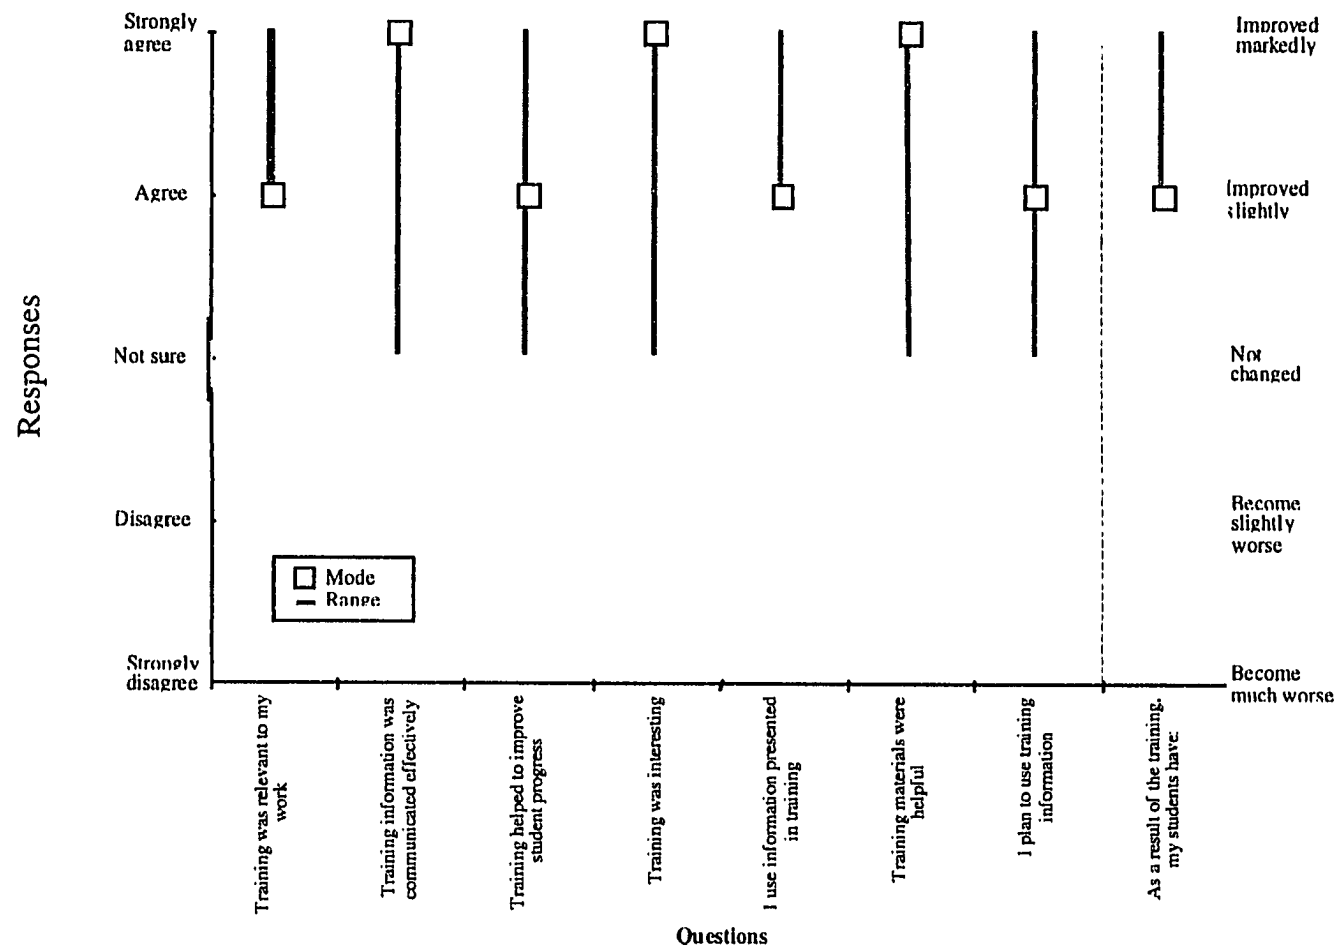 Strongly
agree
Agree
Not sure
Disagree
Strongly
disagree
Responses
Improved
markedly
Improved
slightly
Not
changed
Become
slightly
worse
Become
much worse
Mode
Range
Training was relevant to my
work
Training information was
communicated effectively
Training helped to improve
student progress
Training was interesting
I use information presented
in training
Training materials were
helpful
I plan to use training
information
As a result of the training,
my students have:
Questions